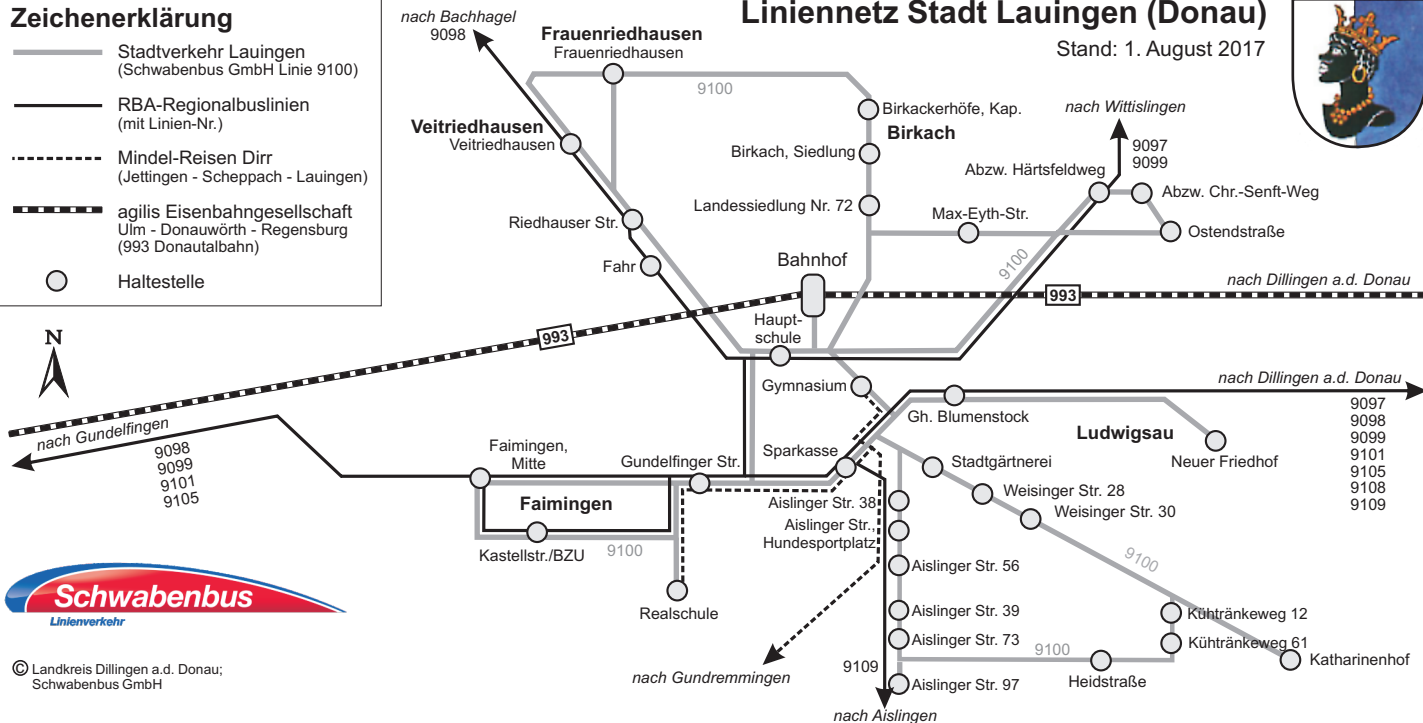 Zeichenerklärung
Stadtverkehr Lauingen
(Schwabenbus GmbH Linie 9100)
RBA-Regionalbuslinien
(mit Linien-Nr.)
Mindel-Reisen Dirr
(Jettingen - Scheppach - Lauingen)
agilis Eisenbahngesellschaft
Ulm - Donauwörth - Regensburg
(993 Donautalbahn)
Haltestelle
Liniennetz Stadt Lauingen (Donau)
Stand: 1. August 2017
nach Bachhagel
9098
Frauenriedhausen
Frauenriedhausen
9100
Veitriedhausen
Veitriedhausen
Birkackerhöfe, Kap.
Birkach
Birkach, Siedlung
Landessiedlung Nr. 72
nach Wittislingen
9097
9099
Abzw. Härtsfeldweg
Abzw. Chr.-Senft-Weg
Max-Eyth-Str.
Ostendstraße
Riedhauser Str.
Fahr
Bahnhof
9100
nach Dillingen a.d. Donau
993
993
N
Haupt-
schule
Gymnasium
nach Dillingen a.d. Donau
9097
9098
9099
9101
9105
9108
9109
Gh. Blumenstock
Ludwigsau
Neuer Friedhof
nach Gundelfingen
9098
9099
9101
9105
Faimingen,
Mitte
Gundelfinger Str.
Sparkasse
Stadtgärtnerei
Weisinger Str. 28
Weisinger Str. 30
Faimingen
Kastellstr./BZU
9100
Aislinger Str. 38
Aislinger Str.,
Hundesportplatz
Aislinger Str. 56
9100
Realschule
Aislinger Str. 39
Aislinger Str. 73
Kühtränkeweg 12
Kühtränkeweg 61
9100
Katharinenhof
Heidstraße
9109
Aislinger Str. 97
nach Gundremmingen
nach Aislingen
Schwabenbus
Linienverkehr
© Landkreis Dillingen a.d. Donau;
Schwabenbus GmbH